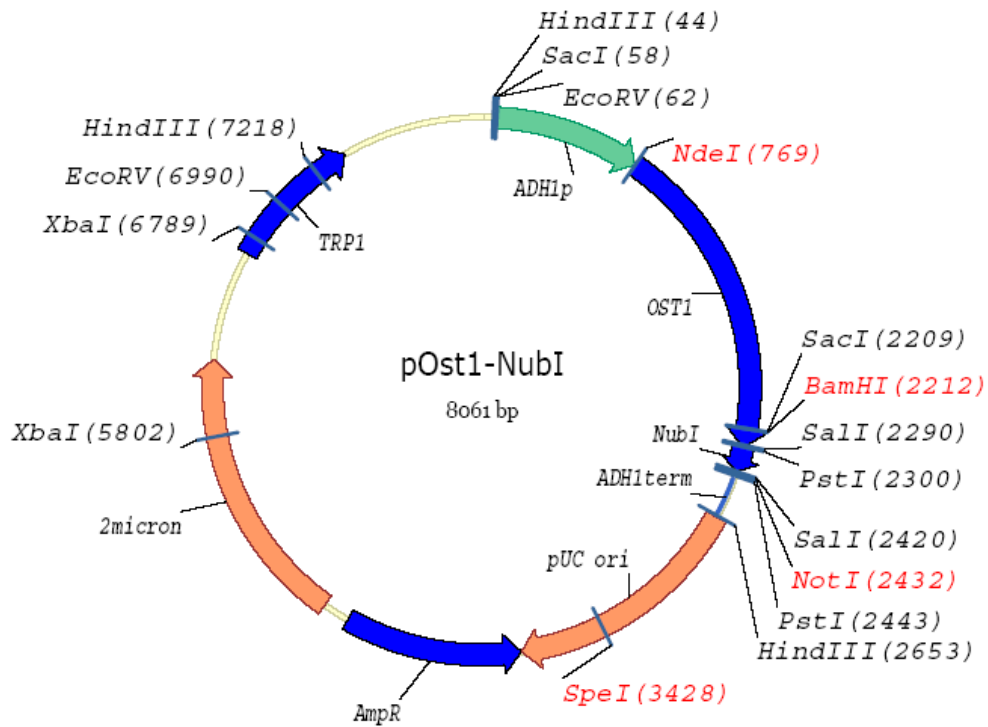 HindIII(44)
SacI(58)
EcoRV(62)
HindIII(7218)
NdeI(769)
EcoRV(6990)
ADH1p
XbaI(6789)
TRP1
OST1
SacI(2209)
pOst1-NubI
BamHI(2212)
8061 bp
XbaI(5802)
NubI
SalI(2290)
ADH1term
PstI(2300)
2micron
SalI(2420)
pUC ori
NotI(2432)
PstI(2443)
HindIII(2653)
SpeI(3428)
AmpR